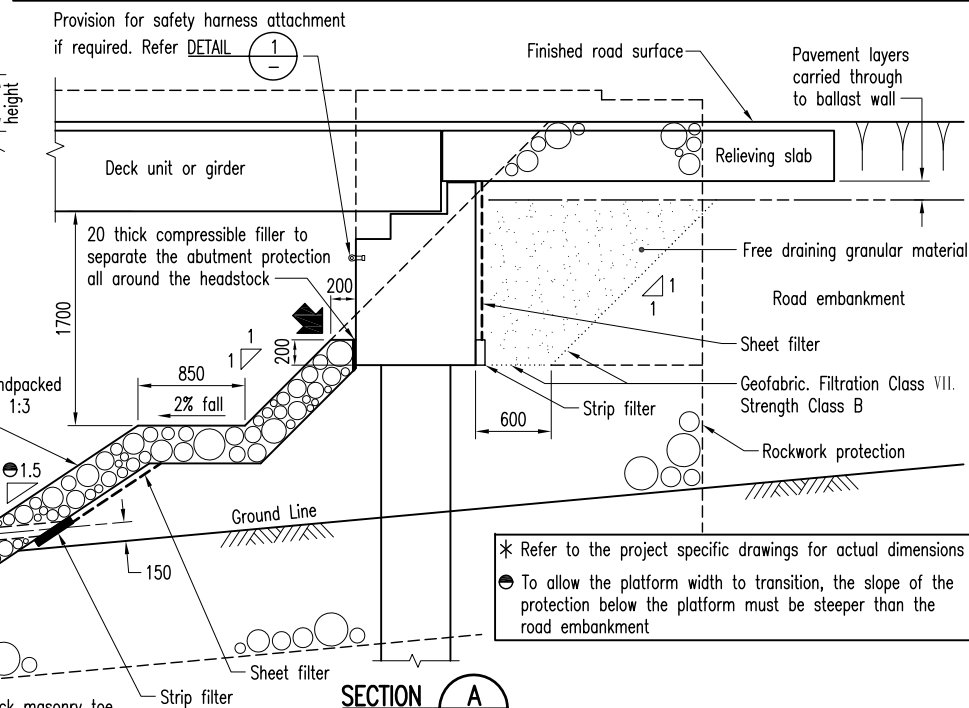 Provision for safety harness attachment
if required. Refer DETAIL
1
–
Finished road surface
Pavement layers
carried through
to ballast wall
height
Deck unit or girder
Relieving slab
20 thick compressible filler to
separate the abutment protection
all around the headstock
Free draining granular material
200
1
1
Road embankment
1700
1
1
200
Sheet filter
850
2% fall
Geofabric. Filtration Class VII.
Strength Class B
1:3
Strip filter
600
Rockwork protection
1.5
Ground Line
150
* Refer to the project specific drawings for actual dimensions
To allow the platform width to transition, the slope of the
protection below the platform must be steeper than the
road embankment
Sheet filter
Strip filter
masonry toe
SECTION
A